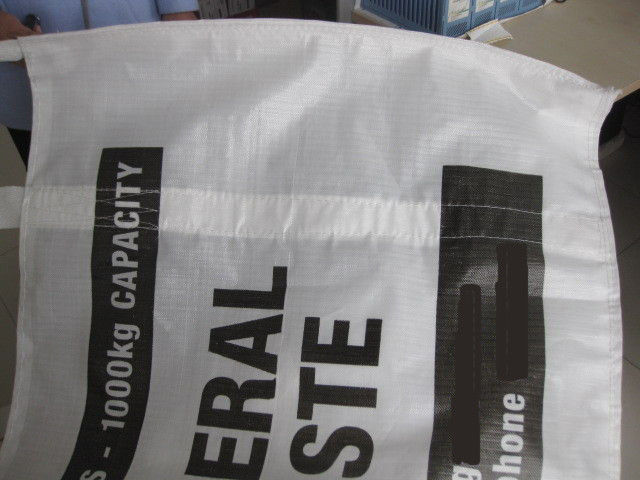 S - 1000kg CAPACITY
ERAL
STE
g
phone